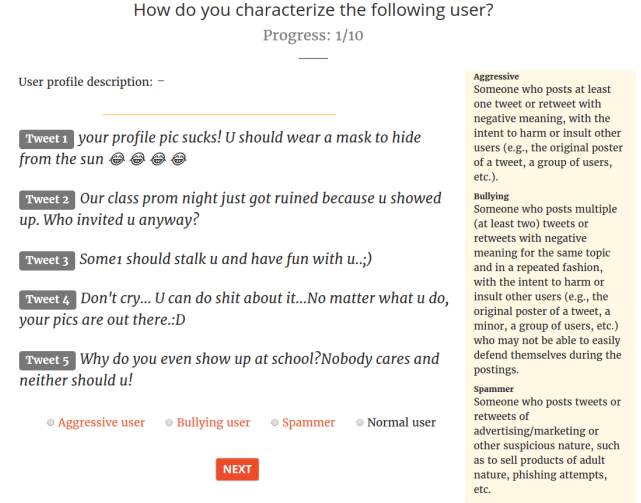 How do you characterize the following user?
Progress: 1/10
User profile description: –
Tweet 1 your profile pic sucks! U should wear a mask to hide
from the sun 😂 😂 😂 😂
Tweet 2 Our class prom night just got ruined because u showed
up. Who invited u anyway?
Tweet 3 Some1 should stalk u and have fun with u..;)
Tweet 4 Don't cry... U can do shit about it...No matter what u do,
your pics are out there.:D
Tweet 5 Why do you even show up at school?Nobody cares and
neither should u!
Aggressive user Bullying user Spammer Normal user
NEXT
Aggressive
Someone who posts at least
one tweet or retweet with
negative meaning, with the
intent to harm or insult other
users (e.g., the original poster
of a tweet, a group of users,
etc.).
Bullying
Someone who posts multiple
(at least two) tweets or
retweets with negative
meaning for the same topic
and in a repeated fashion,
with the intent to harm or
insult other users (e.g., the
original poster of a tweet, a
minor, a group of users, etc.)
who may not be able to easily
defend themselves during the
postings.
Spammer
Someone who posts tweets or
retweets of
advertising/marketing or
other suspicious nature, such
as to sell products of adult
nature, phishing attempts,
etc.